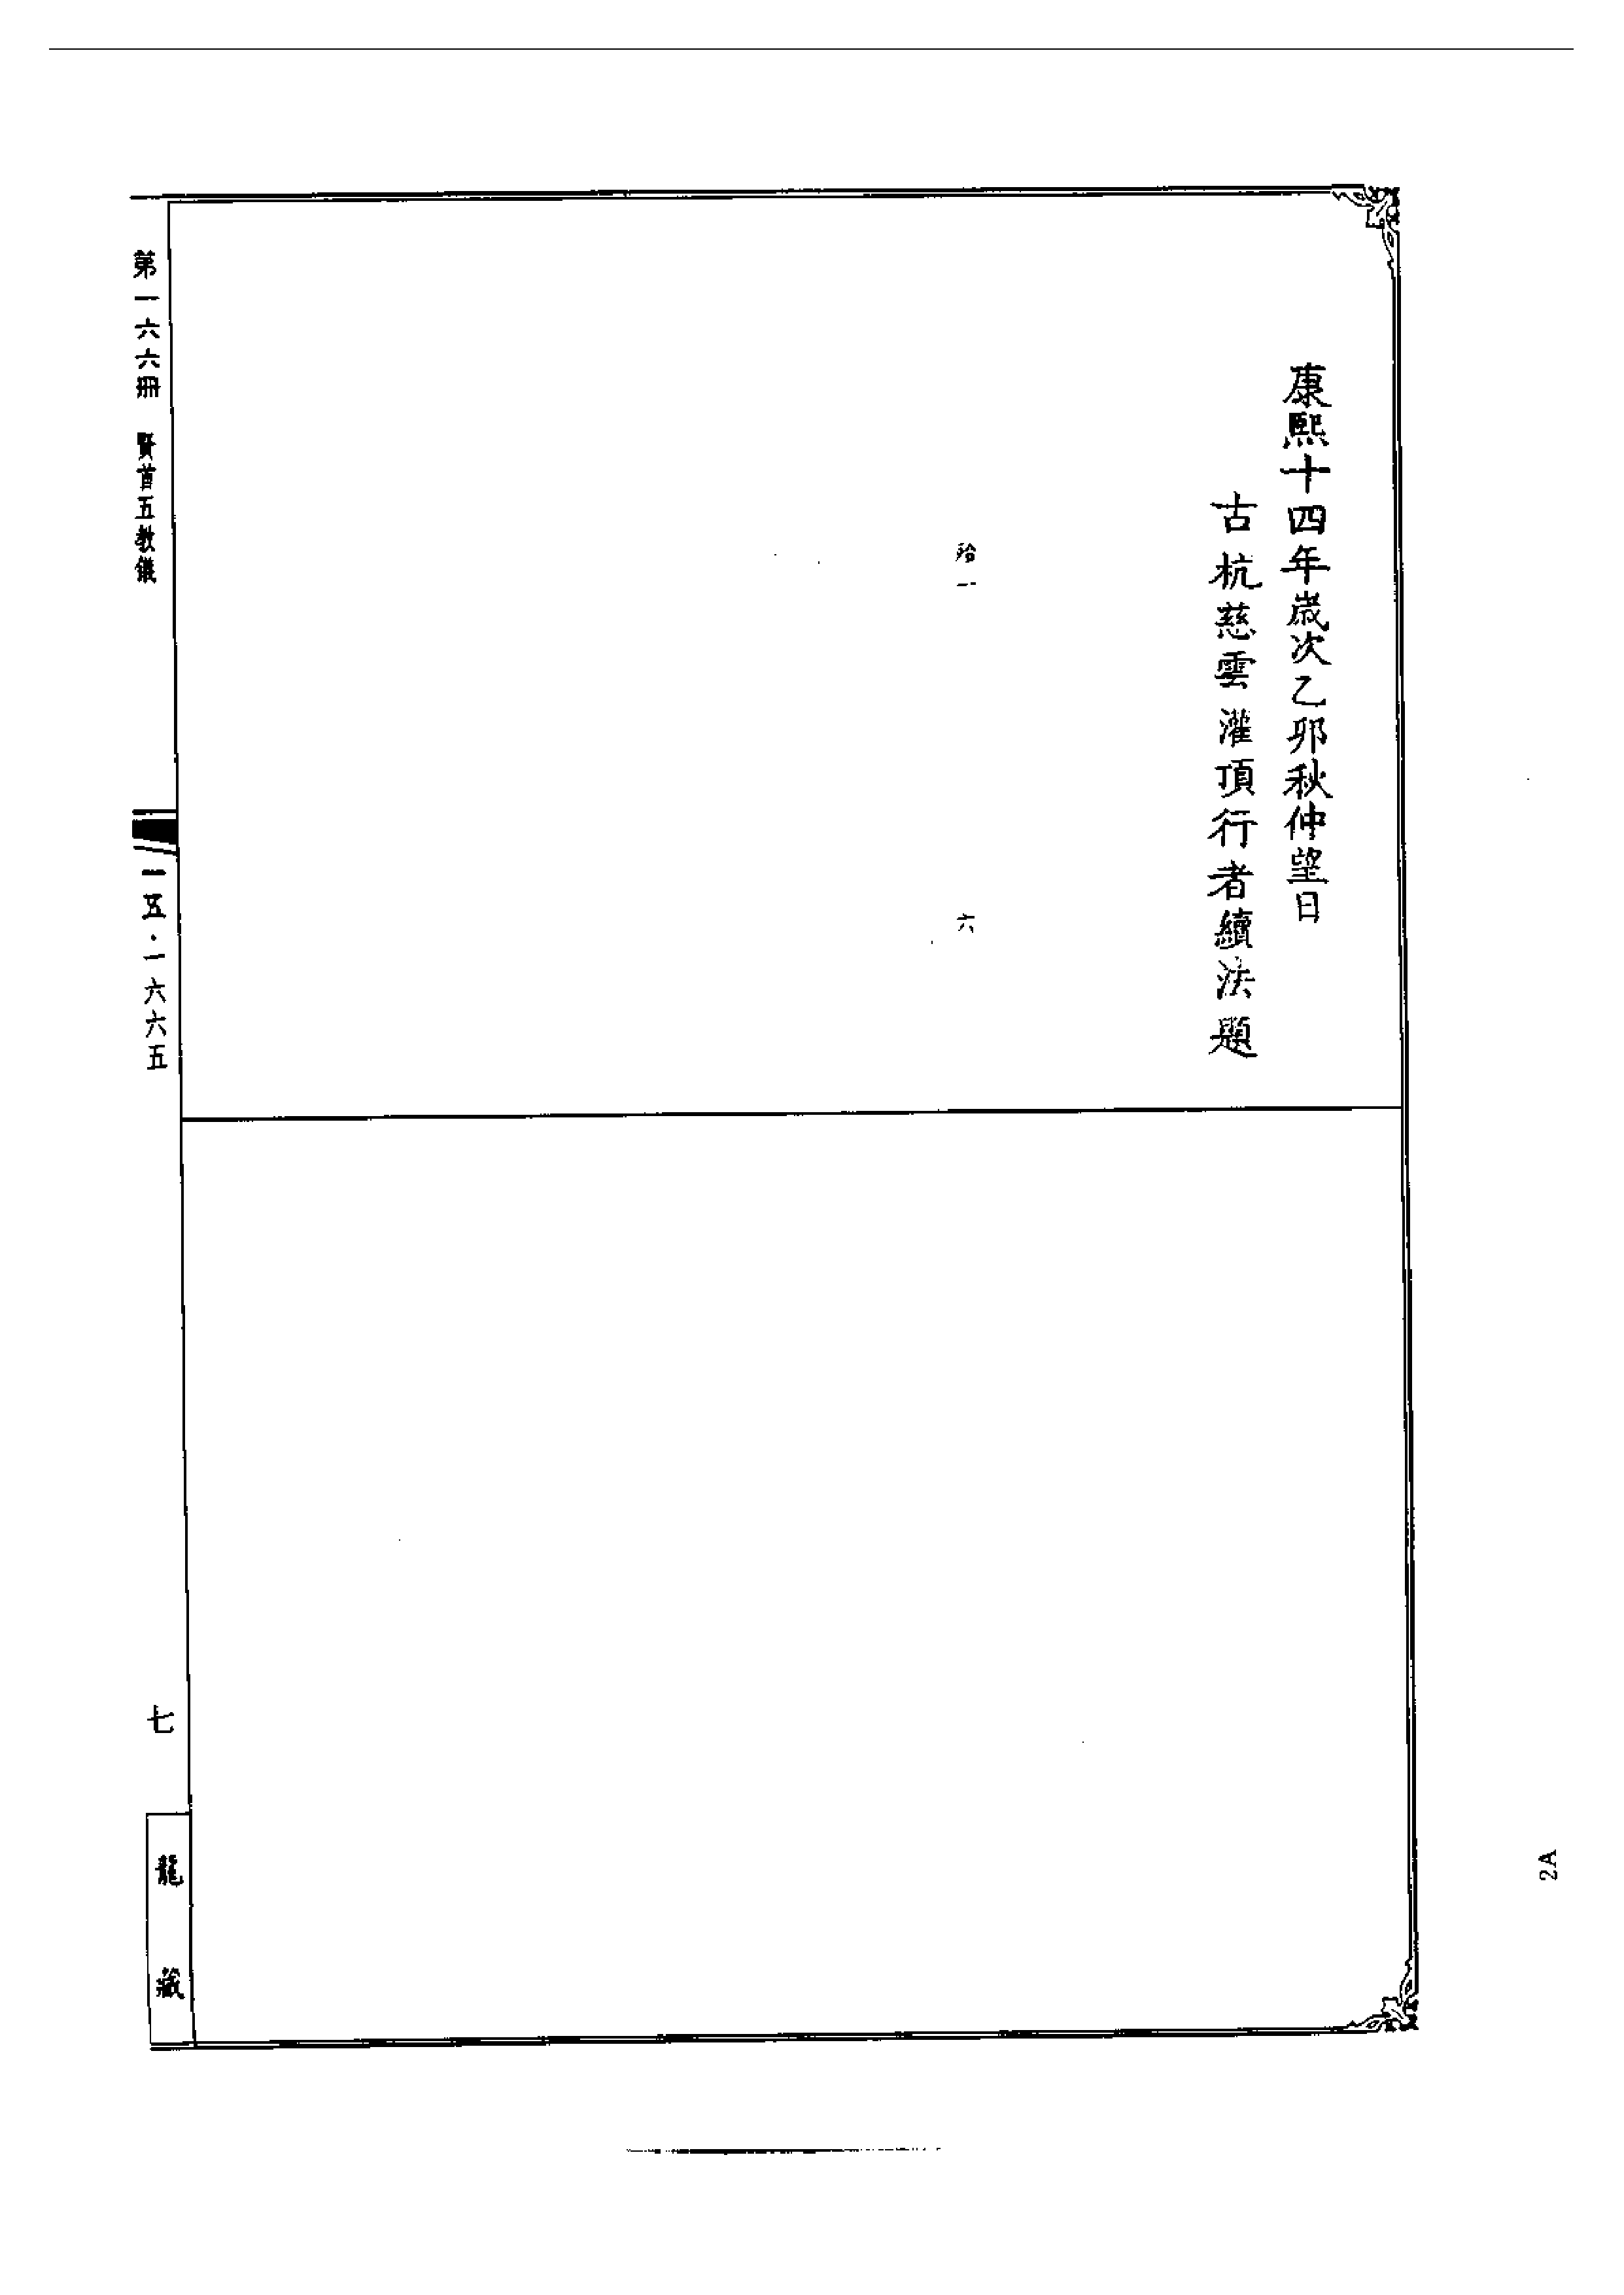 康熙十四年歲次乙卯秋仲望日
古杭慈雲灌頂行者續法題
拾一
六
第一六六冊 賢首五教儀
一五·一六六五
七
龍藏
2A